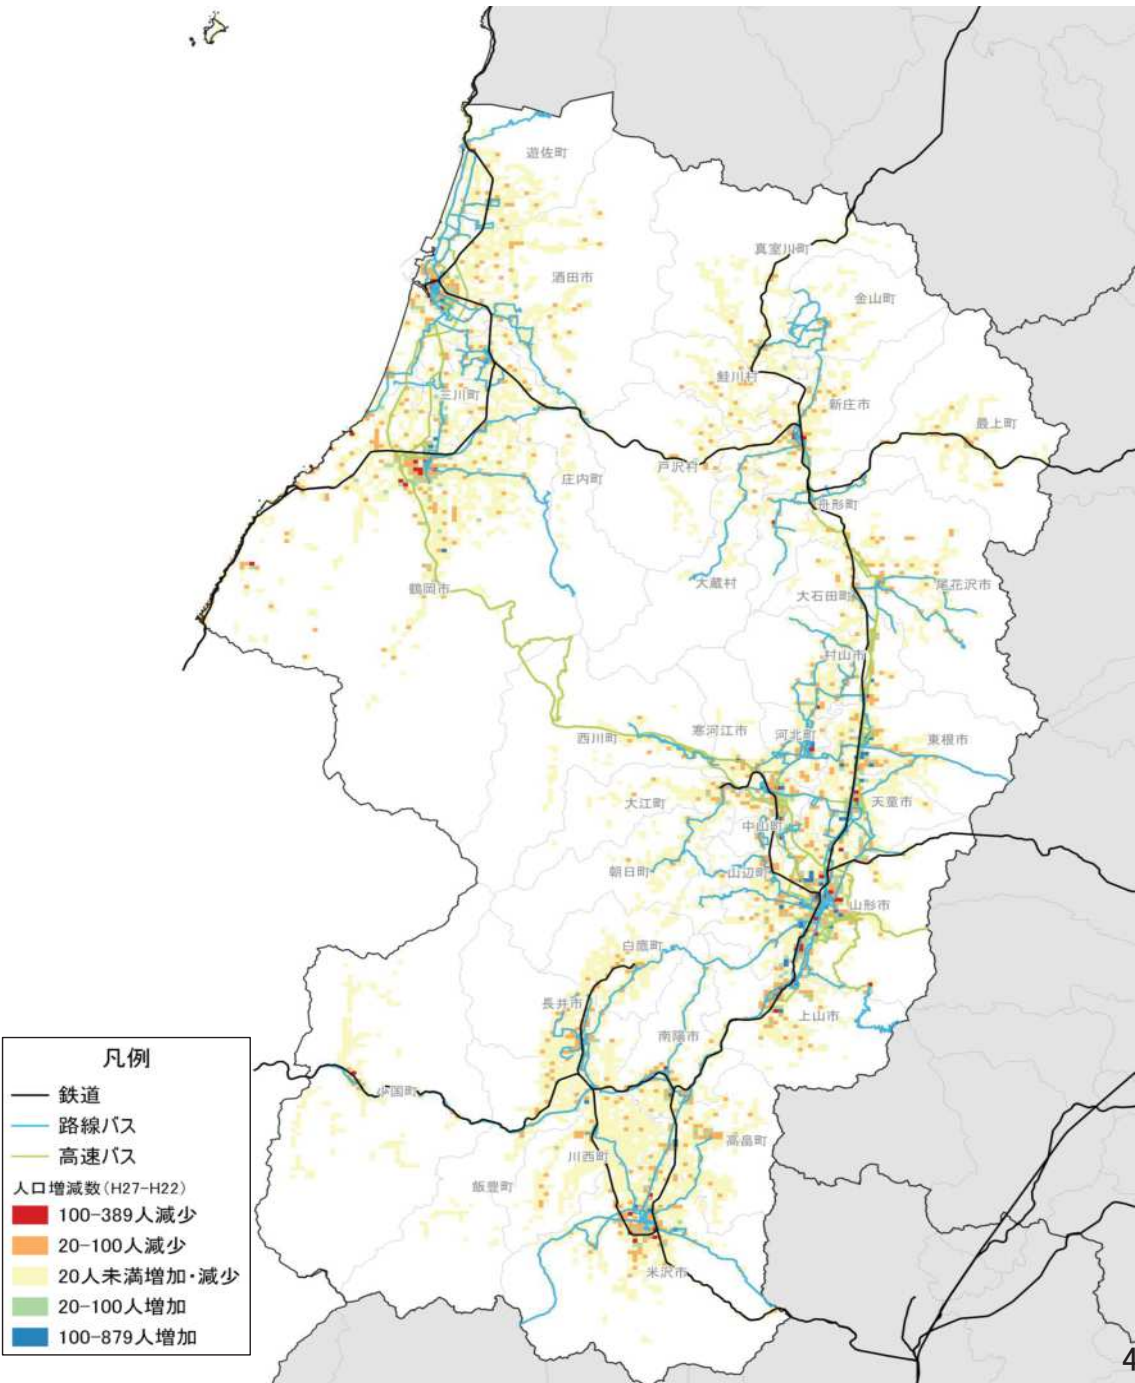 遊佐町
真室川町
酒田市
金山町
鮭川村
三川町
新庄市
最上町
戸沢村
庄内町
舟形町
大蔵村
尾花沢市
鶴岡市
大石田町
村山市
西川町
寒河江市
河北町
東根市
大江町
天童市
中山町
朝日町
山辺町
山形市
白鷹町
長井市
上山市
南陽市
小国町
高畠町
川西町
飯豊町
米沢市
凡例
鉄道
路線バス
高速バス
人口増減数(H27-H22)
100-389人減少
20-100人減少
20人未満増加・減少
20-100人増加
100-879人増加
4